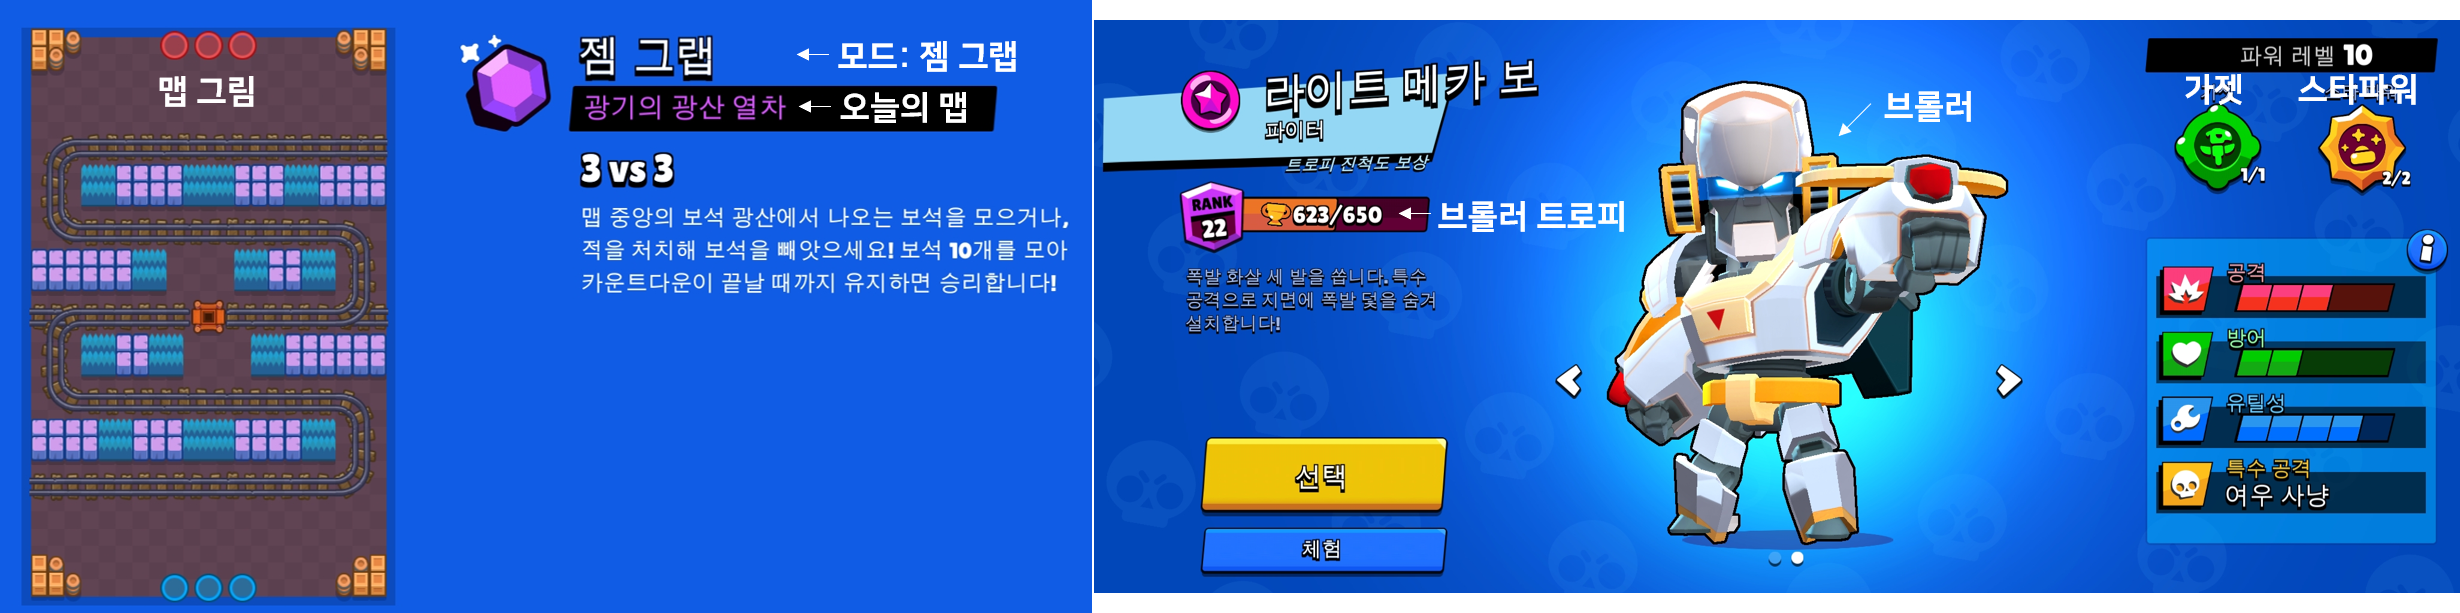 맵 그림
젬 그랩
← 모드: 젬 그랩
광기의 광산 열차
← 오늘의 맵
3 vs 3
맵 중앙의 보석 광산에서 나오는 보석을 모으거나,
적을 처치해 보석을 빼앗으세요! 보석 10개를 모아
카운트다운이 끝날 때까지 유지하면 승리합니다!
라이트 메카 보
파이터
트로피 진척도 보상
RANK
22
623/650
← 브롤러 트로피
폭발 화살 세 발을 쏩니다. 특수
공격으로 지면에 폭발 덫을 숨겨
설치합니다!
선택
체험
브롤러
파워 레벨 10
가젯
스타파워
1/1
2/2
i
공격
방어
유틸성
특수 공격
여우 사냥